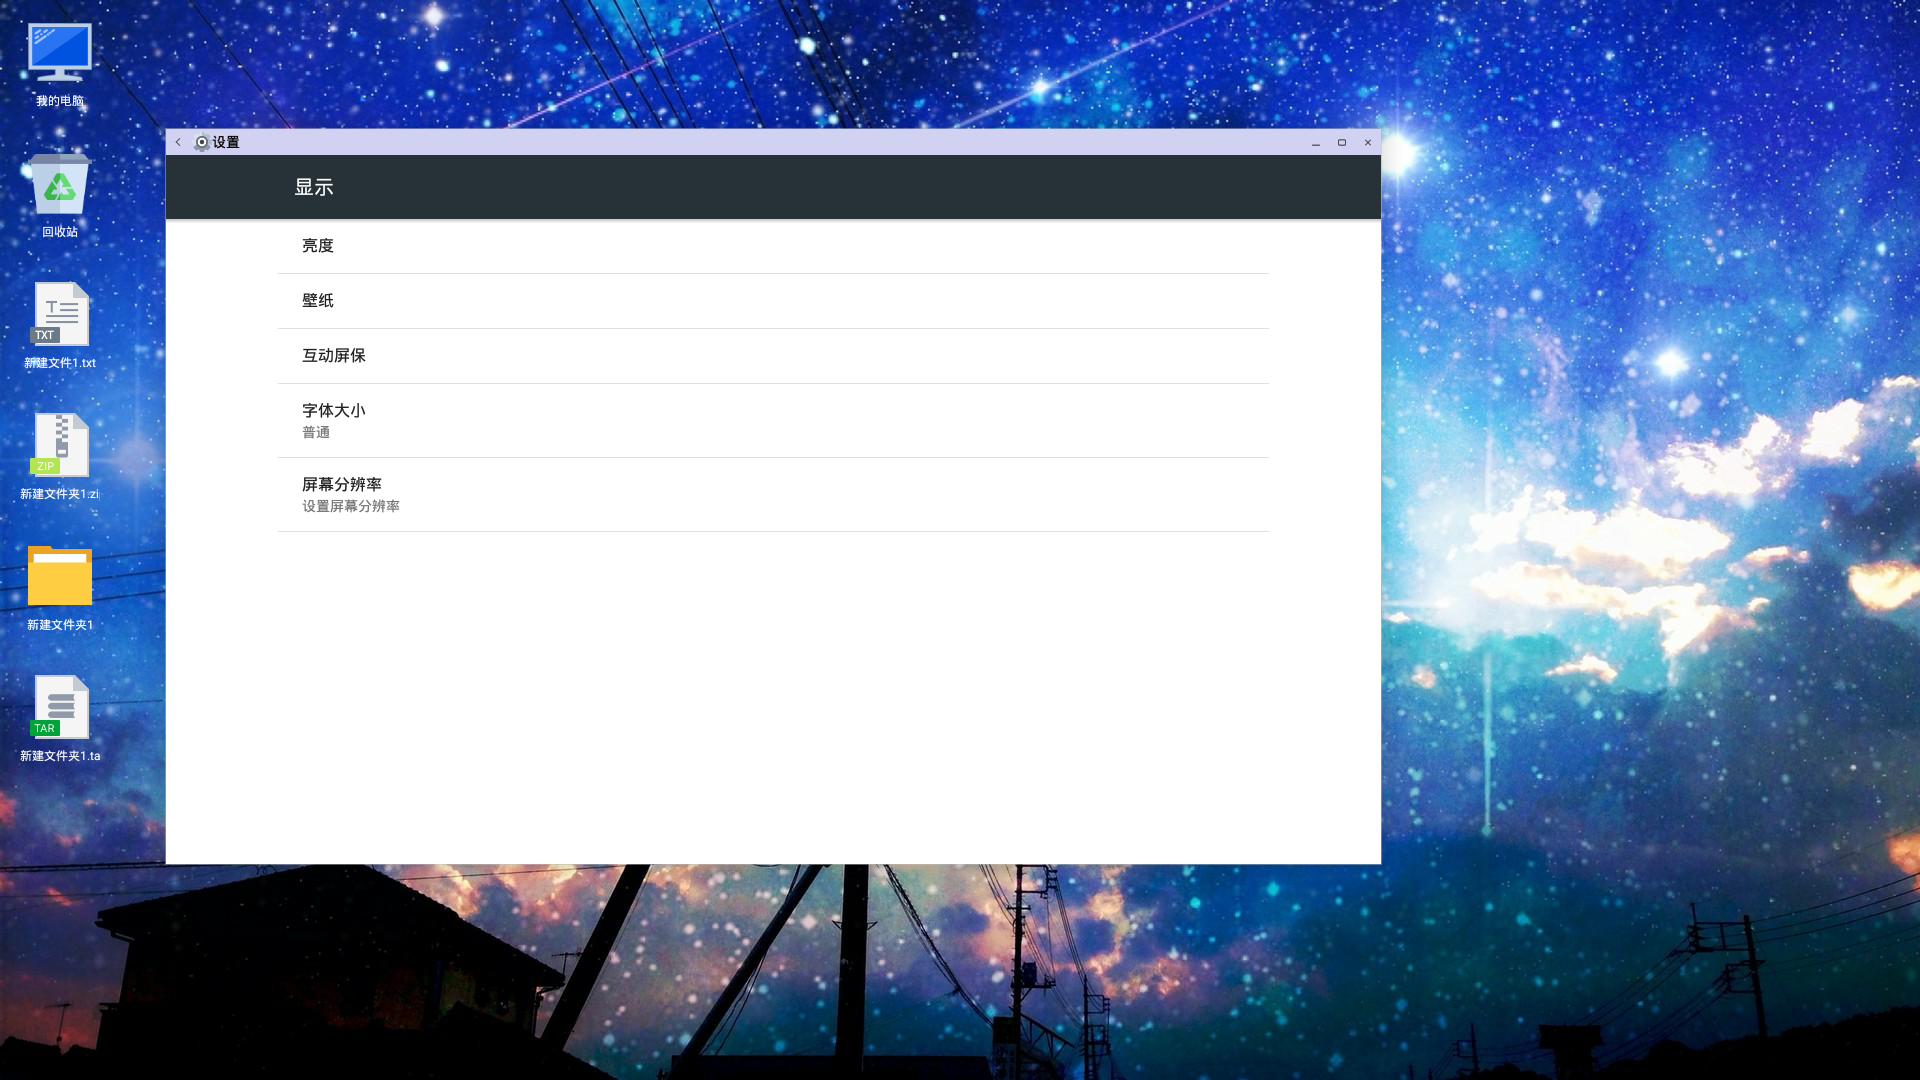 我的电脑
回收站
TXT
新建文件1.txt
ZIP
新建文件夹1.zi
新建文件夹1
TAR
新建文件夹1.ta
设置
显示
亮度
壁纸
互动屏保
字体大小
普通
屏幕分辨率
设置屏幕分辨率